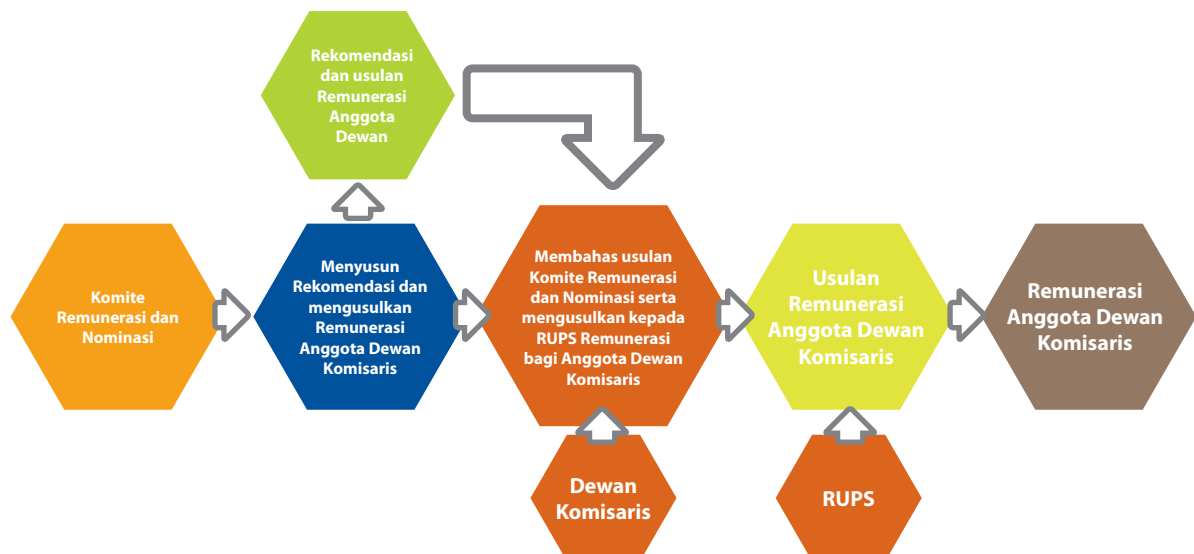 Rekomendasi
dan usulan
Remunerasi
Anggota
Dewan
Komite
Remunerasi dan
Nominasi
Menyusun
Rekomendasi dan
mengusulkan
Remunerasi
Anggota Dewan
Komisaris
Membahas usulan
Komite Remunerasi
dan Nominasi serta
mengusulkan kepada
RUPS Remunerasi
bagi Anggota Dewan
Komisaris
Usulan
Remunerasi
Anggota Dewan
Komisaris
Remunerasi
Anggota Dewan
Komisaris
Dewan
Komisaris
RUPS